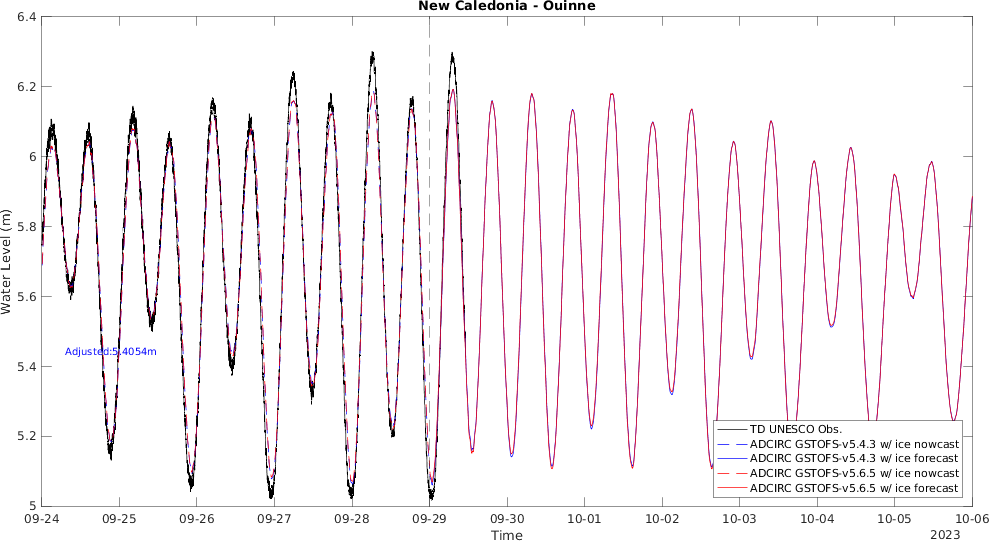 New Caledonia - Ouinne
6.4
6.2
6
5.8
5.6
5.4
5.2
5
Water Level (m)
Adjusted:5.4054m
TD UNESCO Obs.
ADCIRC GSTOFS-v5.4.3 w/ ice nowcast
ADCIRC GSTOFS-v5.4.3 w/ ice forecast
ADCIRC GSTOFS-v5.6.5 w/ ice nowcast
ADCIRC GSTOFS-v5.6.5 w/ ice forecast
09-24 09-25 09-26 09-27 09-28 09-29 09-30 10-01 10-02 10-03 10-04 10-05 10-06
Time
2023